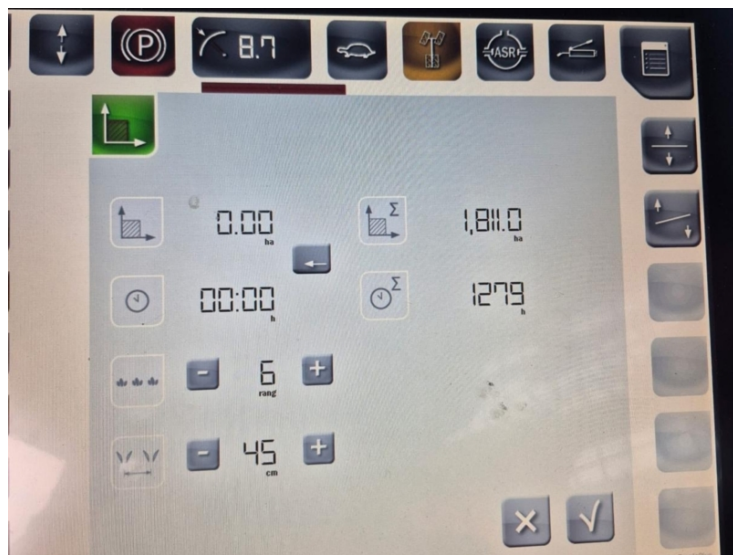 (P) 8.7 ASR
0.00 ha Σ 1,811.0 ha
00:00 h Σ 1279 h
- 6 + rang
- 45 + cm